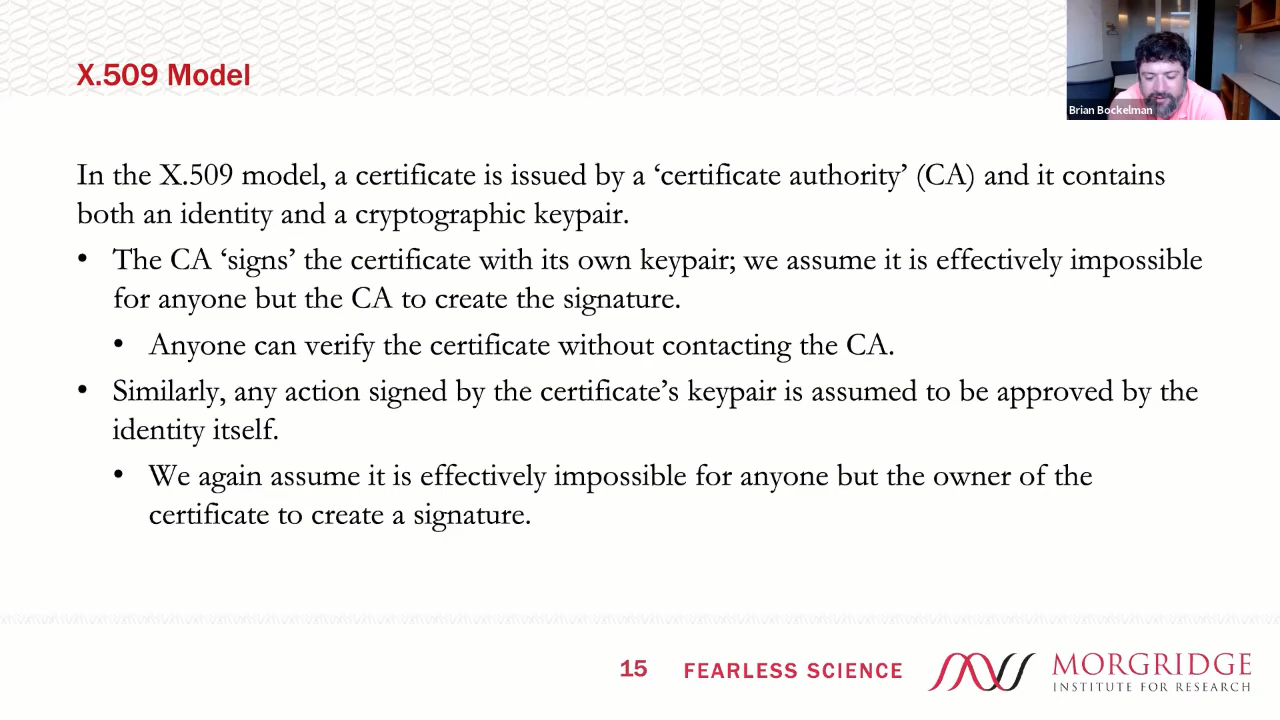 X.509 Model
Brian Bockelman
In the X.509 model, a certificate is issued by a ‘certificate authority’ (CA) and it contains
both an identity and a cryptographic keypair.
• The CA ‘signs’ the certificate with its own keypair; we assume it is effectively impossible
for anyone but the CA to create the signature.
• Anyone can verify the certificate without contacting the CA.
• Similarly, any action signed by the certificate’s keypair is assumed to be approved by the
identity itself.
• We again assume it is effectively impossible for anyone but the owner of the
certificate to create a signature.
15 FEARLESS SCIENCE
MORGRIDGE
INSTITUTE FOR RESEARCH